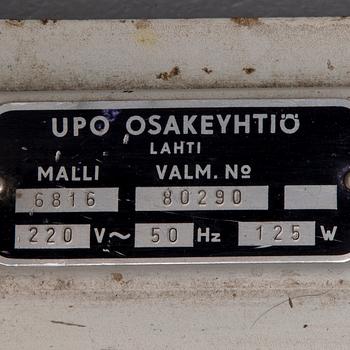 UPO OSAKEYHTIÖ
LAHTI
MALLI VALM. No
6816 80290
220 V~ 50 Hz 125 W